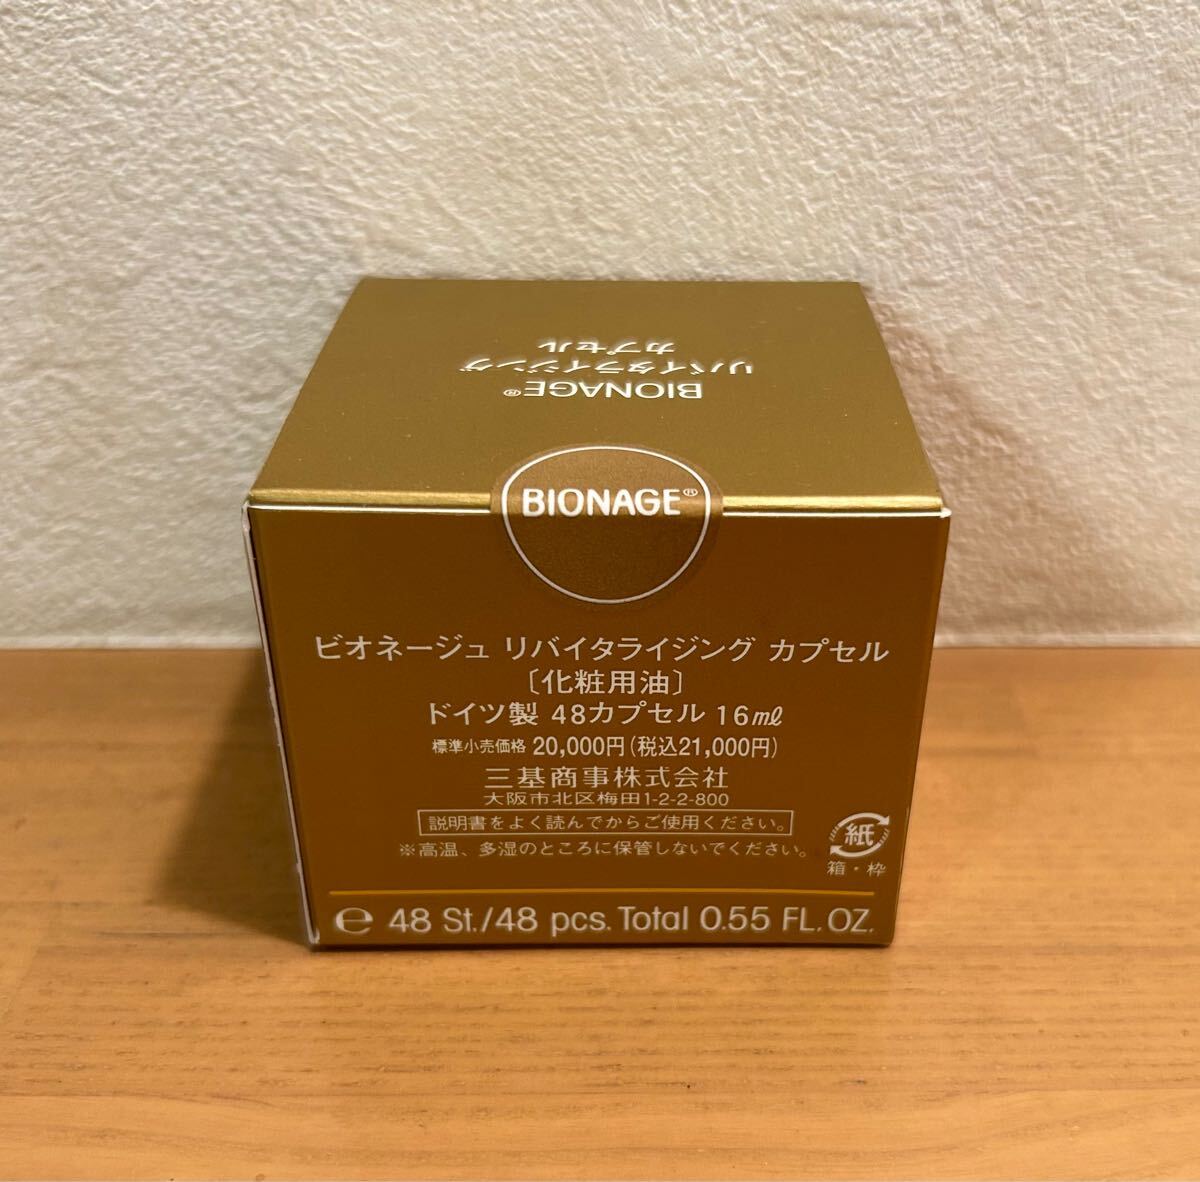 BIONAGE®
リバイタライジング
カプセル
BIONAGE®
ビオネージュ リバイタライジング カプセル
〔化粧用油〕
ドイツ製 48カプセル 16ml
標準小売価格 20,000円(税込21,000円)
三基商事株式会社
大阪市北区梅田1-2-2-800
説明書をよく読んでからご使用ください。
※高温、多湿のところに保管しないでください。
紙
箱・枠
℮ 48 St./48 pcs. Total 0.55 FL. OZ.